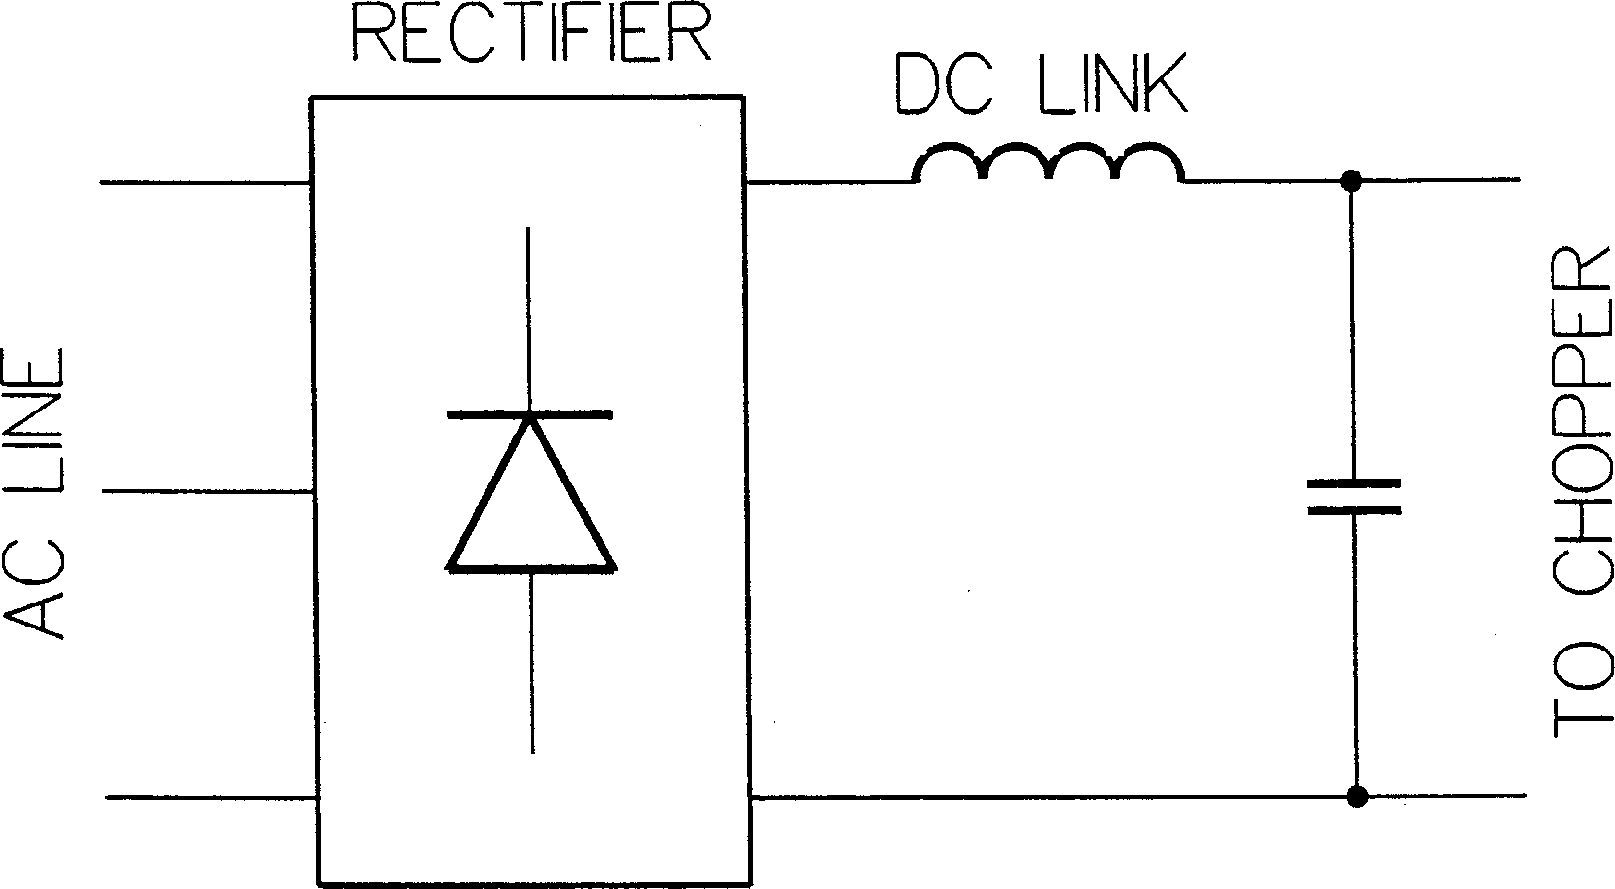 RECTIFIER
DC LINK
AC LINE
TO CHOPPER